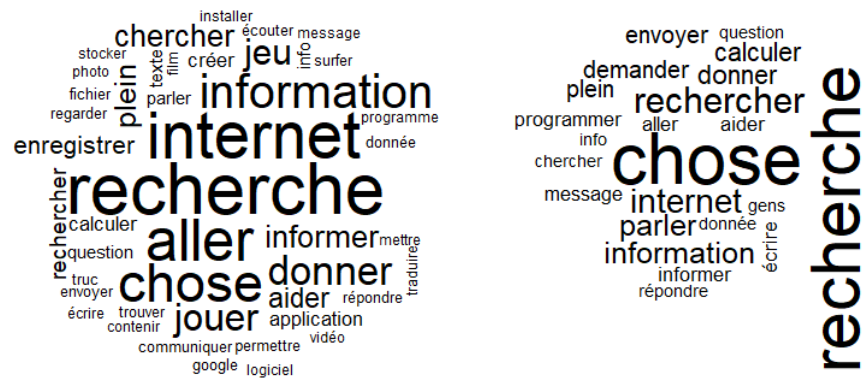 installer
chercher
écouter
message
jeu
info
surfer
stocker
texte
film
créer
photo
plein
fichier
parler
information
regarder
internet
programme
enregistrer
donnée
recherche
rechercher
calculer
aller
informer
mettre
question
traduire
chose
donner
truc
envoyer
aider
répondre
écrire
trouver
contenir
jouer
application
vidéo
communiquer
permettre
google
logiciel
envoyer
question
calculer
demander
donner
plein
rechercher
programmer
aller
aider
info
chose
chercher
message
internet
gens
parler
donnée
écrire
information
informer
répondre
recherche